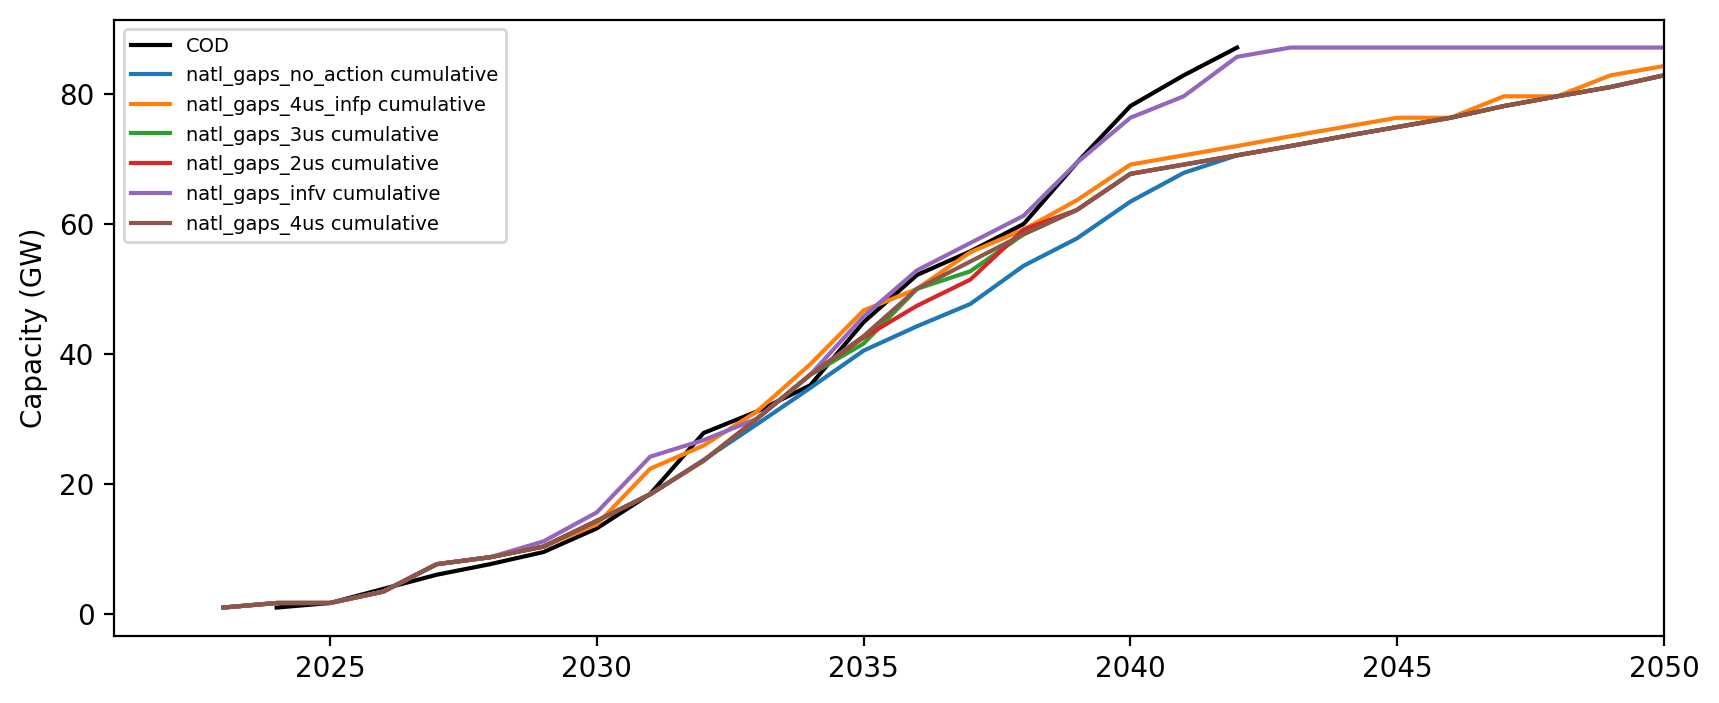 COD
natl_gaps_no_action cumulative
natl_gaps_4us_infp cumulative
natl_gaps_3us cumulative
natl_gaps_2us cumulative
natl_gaps_infv cumulative
natl_gaps_4us cumulative
Capacity (GW)
80
60
40
20
0
2025 2030 2035 2040 2045 2050